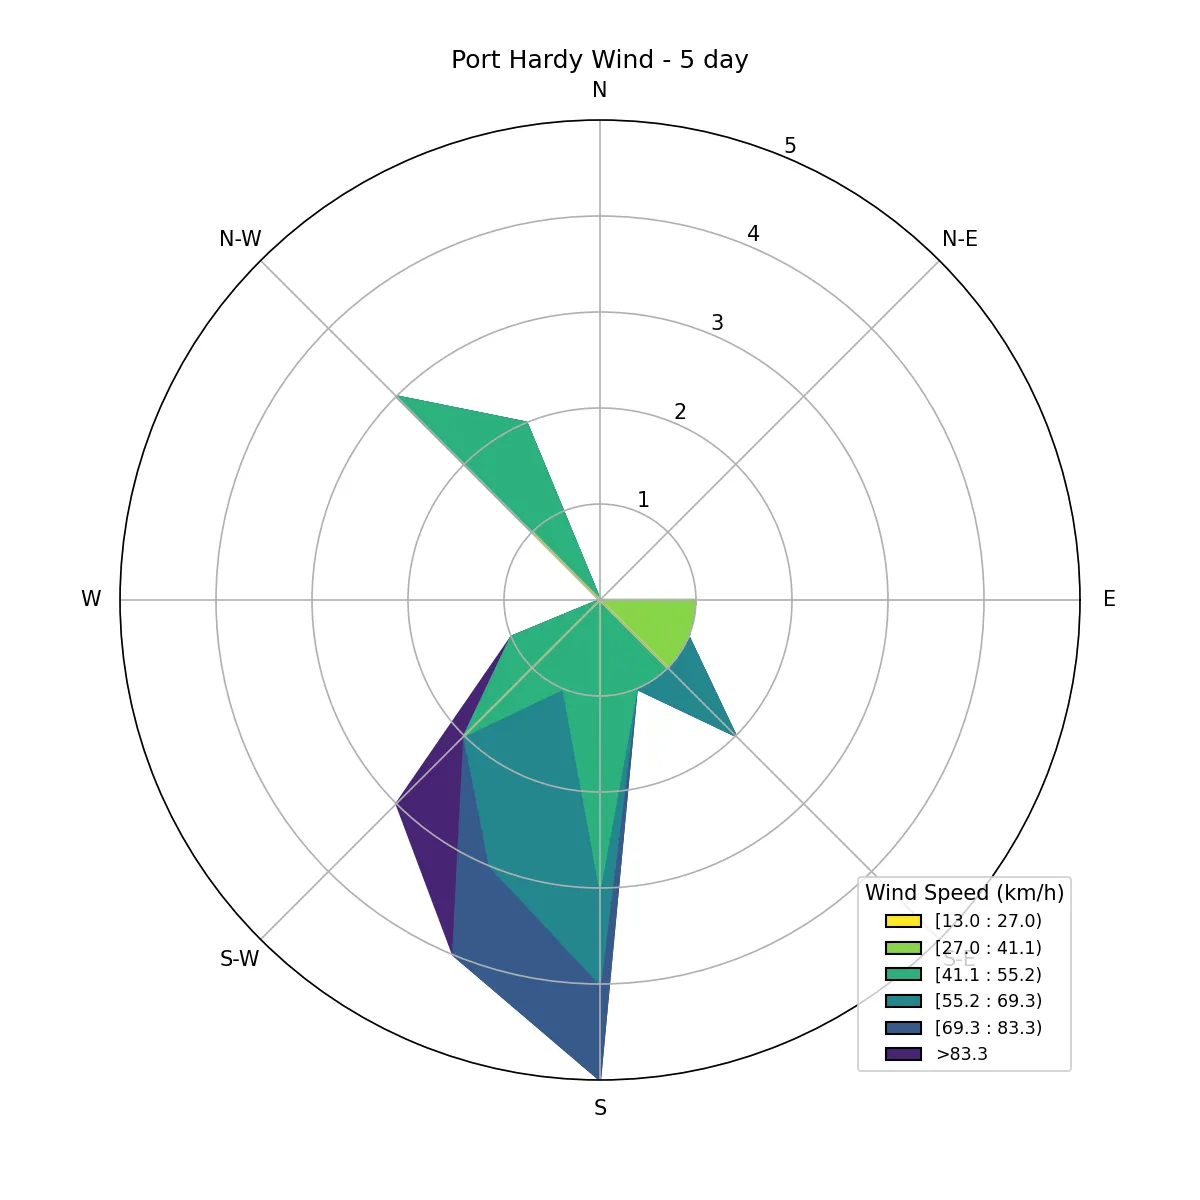 Port Hardy Wind - 5 day
N
5
N-W
N-E
4
3
2
1
W
E
Wind Speed (km/h)
[13.0 : 27.0)
[27.0 : 41.1)
S-W
S-E
[41.1 : 55.2)
[55.2 : 69.3)
[69.3 : 83.3)
>83.3
S